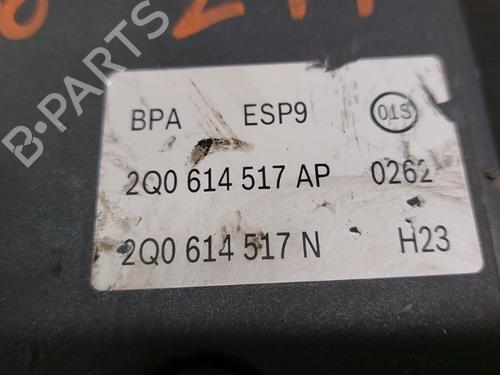 BPA ESP9 01S
2Q0 614 517 AP 0262
2Q0 614 517 N H23
B-PARTS